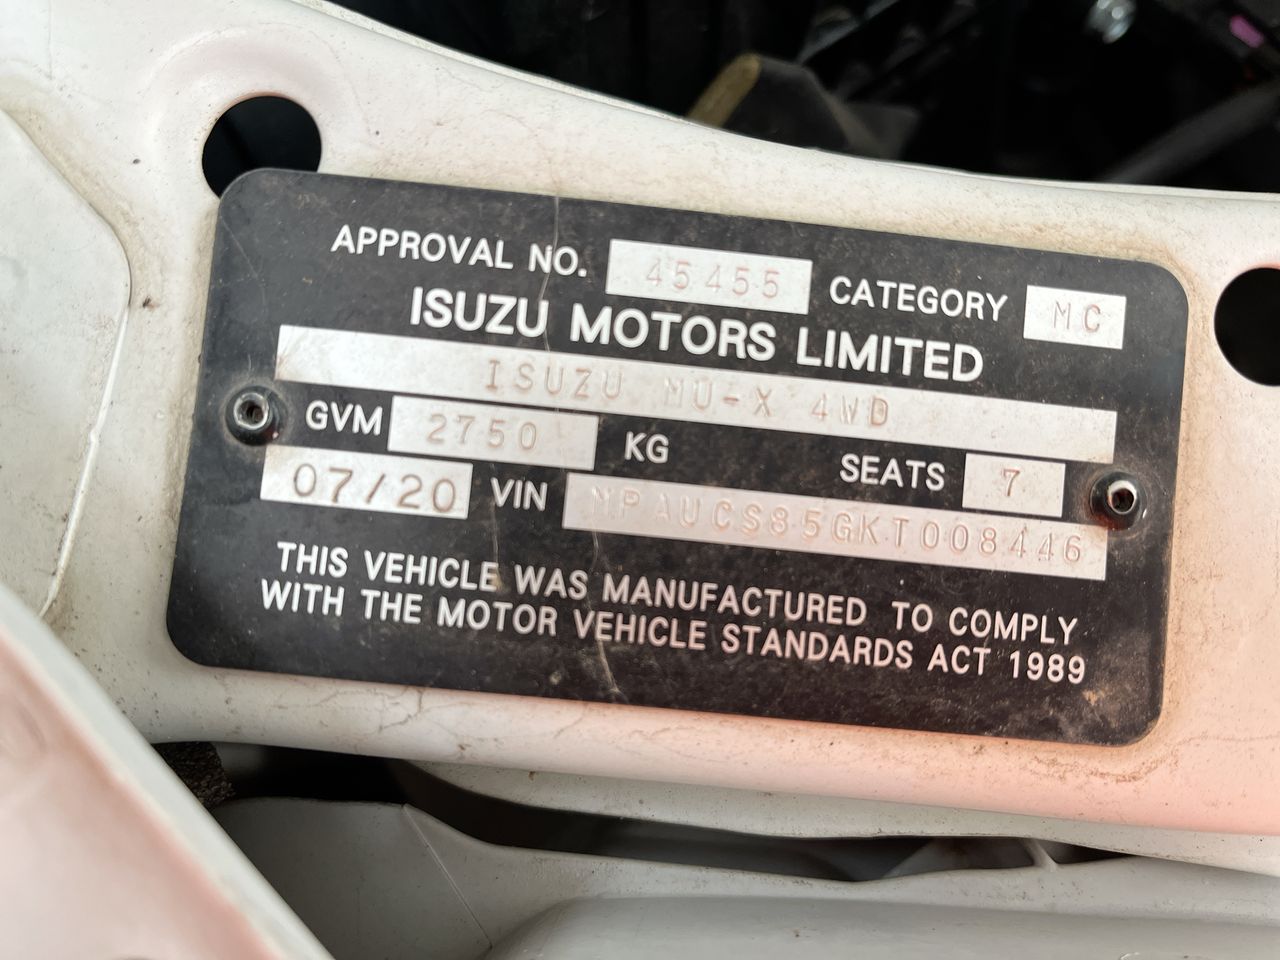 APPROVAL NO. 45455 CATEGORY MC
ISUZU MOTORS LIMITED
ISUZU MU-X 4WD
GVM 2750 KG SEATS 7
07/20 VIN MPAUCS85GKT008446
THIS VEHICLE WAS MANUFACTURED TO COMPLY
WITH THE MOTOR VEHICLE STANDARDS ACT 1989